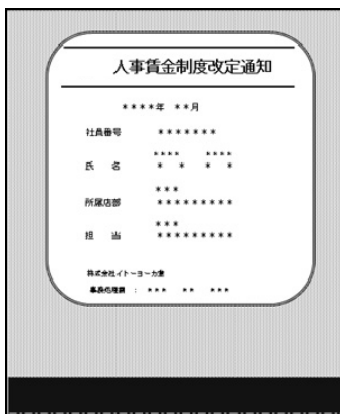 人事賃金制度改定通知
****年 **月
社員番号 *******
**** ****
氏 名 * * * *
***
所属店部 *********
***
担 当 *********
株式会社イトーヨーカ堂
事務処理欄 : *** ** ***